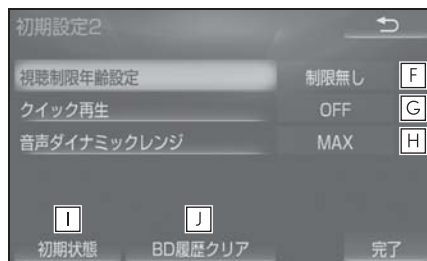 初期設定2
視聴制限年齢設定 制限無し F
クイック再生 OFF G
音声ダイナミックレンジ MAX H
I J
初期状態 BD履歴クリア 完了